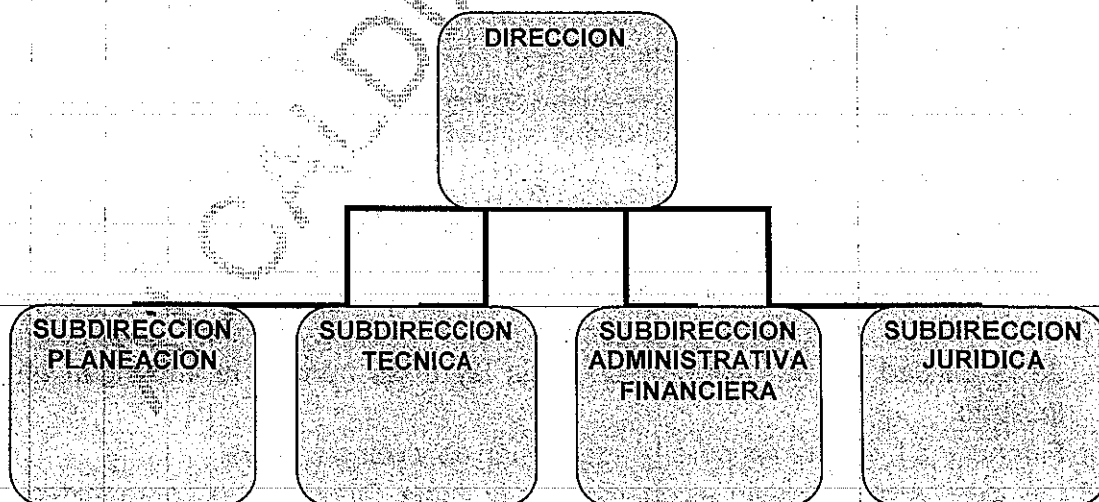 DIRECCION
SUBDIRECCION
PLANEACION
SUBDIRECCION
TECNICA
SUBDIRECCION
ADMINISTRATIVA
FINANCIERA
SUBDIRECCION
JURIDICA